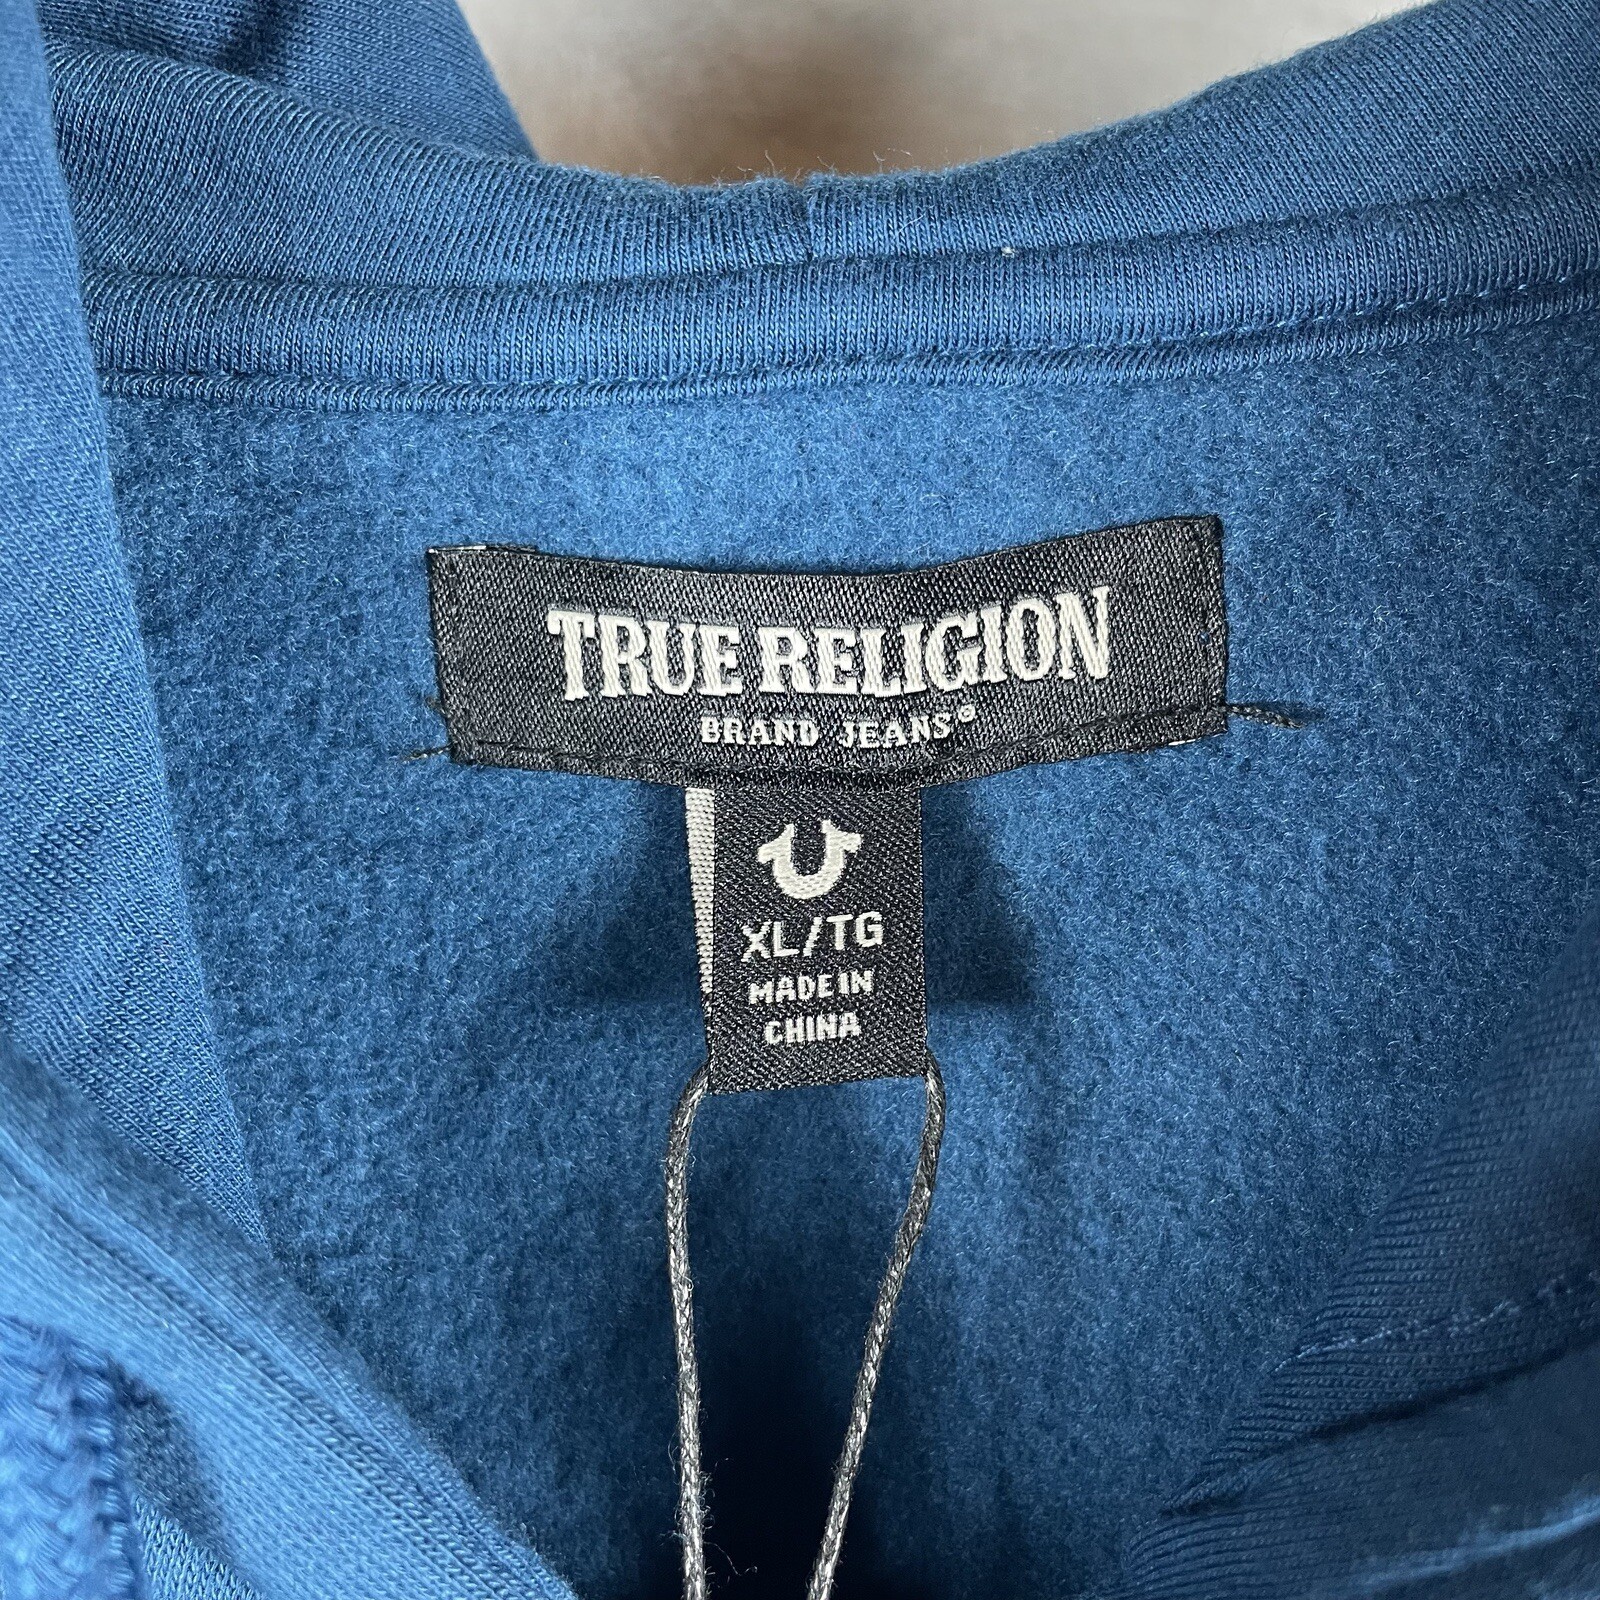 TRUE RELIGION
BRAND JEANS®
XL/TG
MADE IN
CHINA